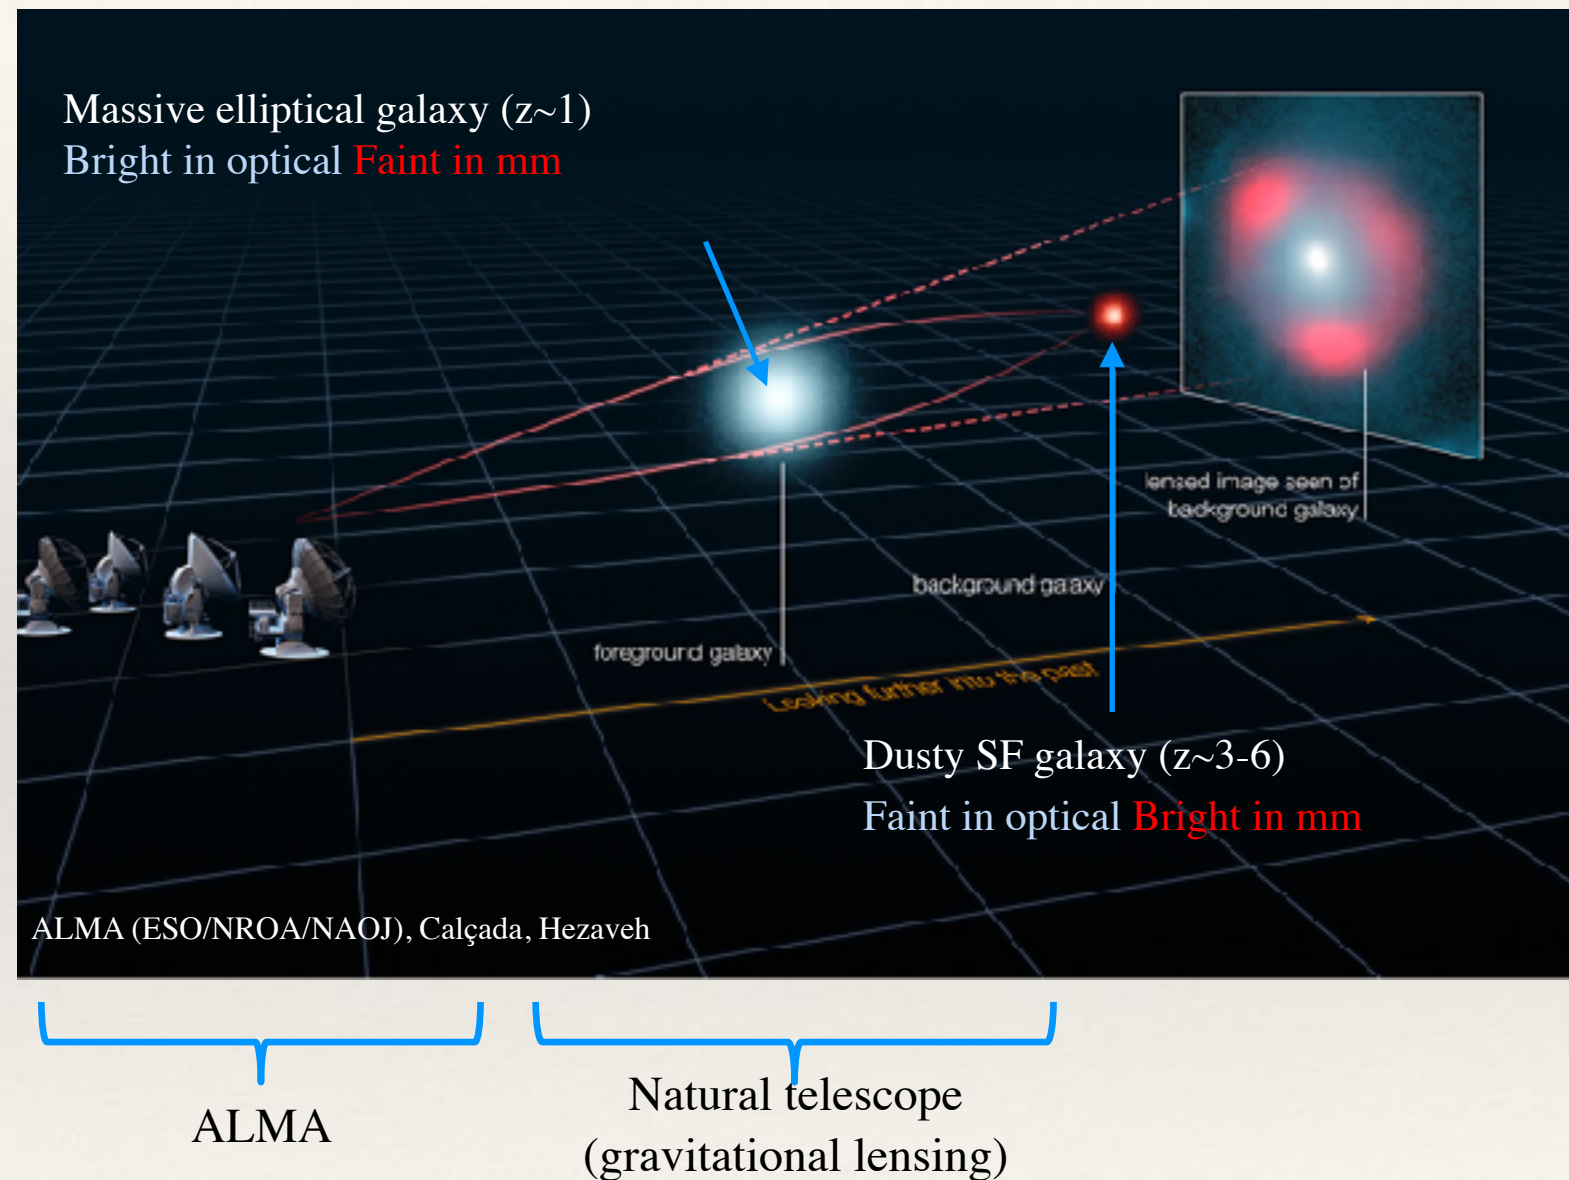 Massive elliptical galaxy (z~1)
Bright in optical Faint in mm
lensed image seen of
background galaxy
background galaxy
foreground galaxy
Looking further into the past
Dusty SF galaxy (z~3-6)
Faint in optical Bright in mm
ALMA (ESO/NROA/NAOJ), Calçada, Hezaveh
ALMA
Natural telescope
(gravitational lensing)